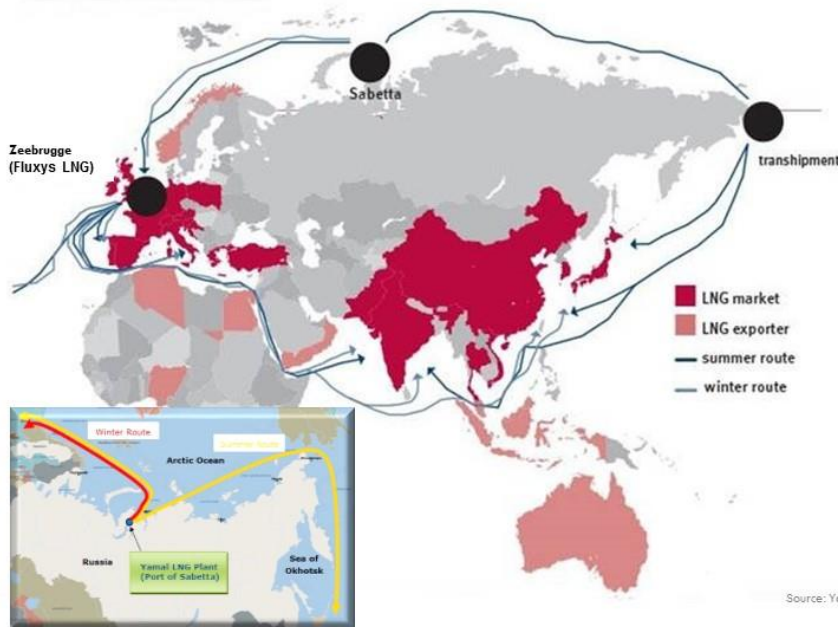 Sabetta
Zeebrugge
(Fluxys LNG)
transhipment
LNG market
LNG exporter
summer route
winter route
Winter Route
Summer Route
Arctic Ocean
Russia
Yamal LNG Plant
(Port of Sabetta)
Sea of
Okhotsk
Source: Y